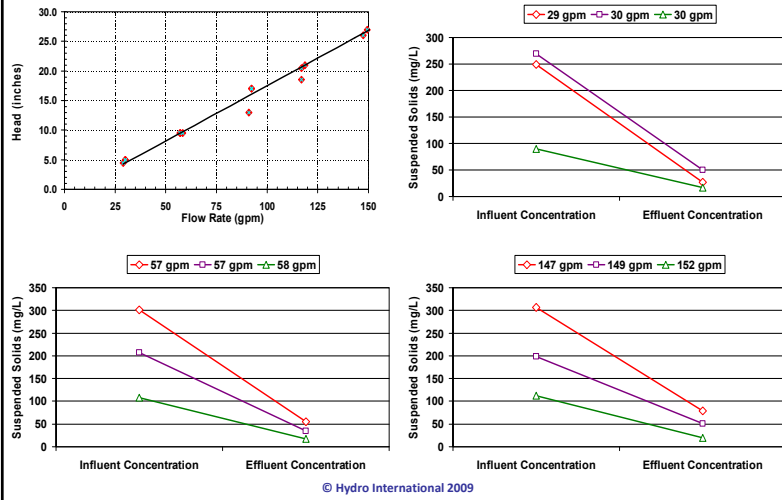 30.0
25.0
20.0
15.0
10.0
5.0
0.0
Head (inches)
0 25 50 75 100 125 150
Flow Rate (gpm)
29 gpm 30 gpm 30 gpm
300
250
200
150
100
50
0
Suspended Solids (mg/L)
Influent Concentration Effluent Concentration
57 gpm 57 gpm 58 gpm
350
300
250
200
150
100
50
0
Suspended Solids (mg/L)
Influent Concentration Effluent Concentration
147 gpm 149 gpm 152 gpm
350
300
250
200
150
100
50
0
Suspended Solids (mg/L)
Influent Concentration Effluent Concentration
© Hydro International 2009